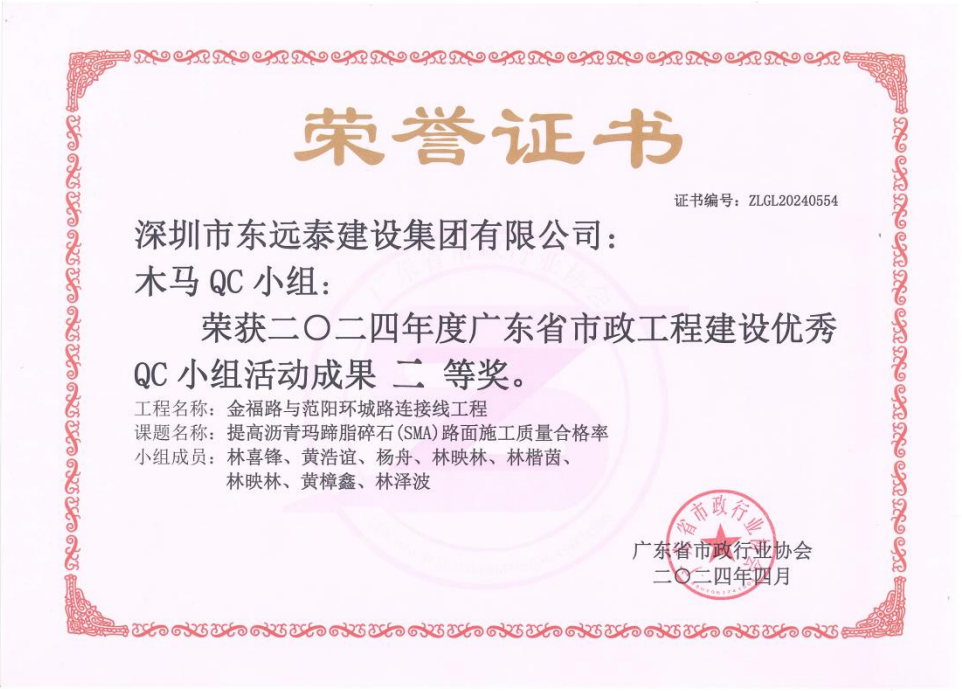 荣誉证书
证书编号：ZLGL20240554
深圳市东远泰建设集团有限公司：
木马QC小组：
荣获二〇二四年度广东省市政工程建设优秀
QC小组活动成果 二 等奖。
工程名称：金福路与范阳环城路连接线工程
课题名称：提高沥青玛蹄脂碎石(SMA)路面施工质量合格率
小组成员：林喜锋、黄浩谊、杨舟、林映林、林楷茵、
林映林、黄樟鑫、林泽波
广东省市政行业协会
二〇二四年四月